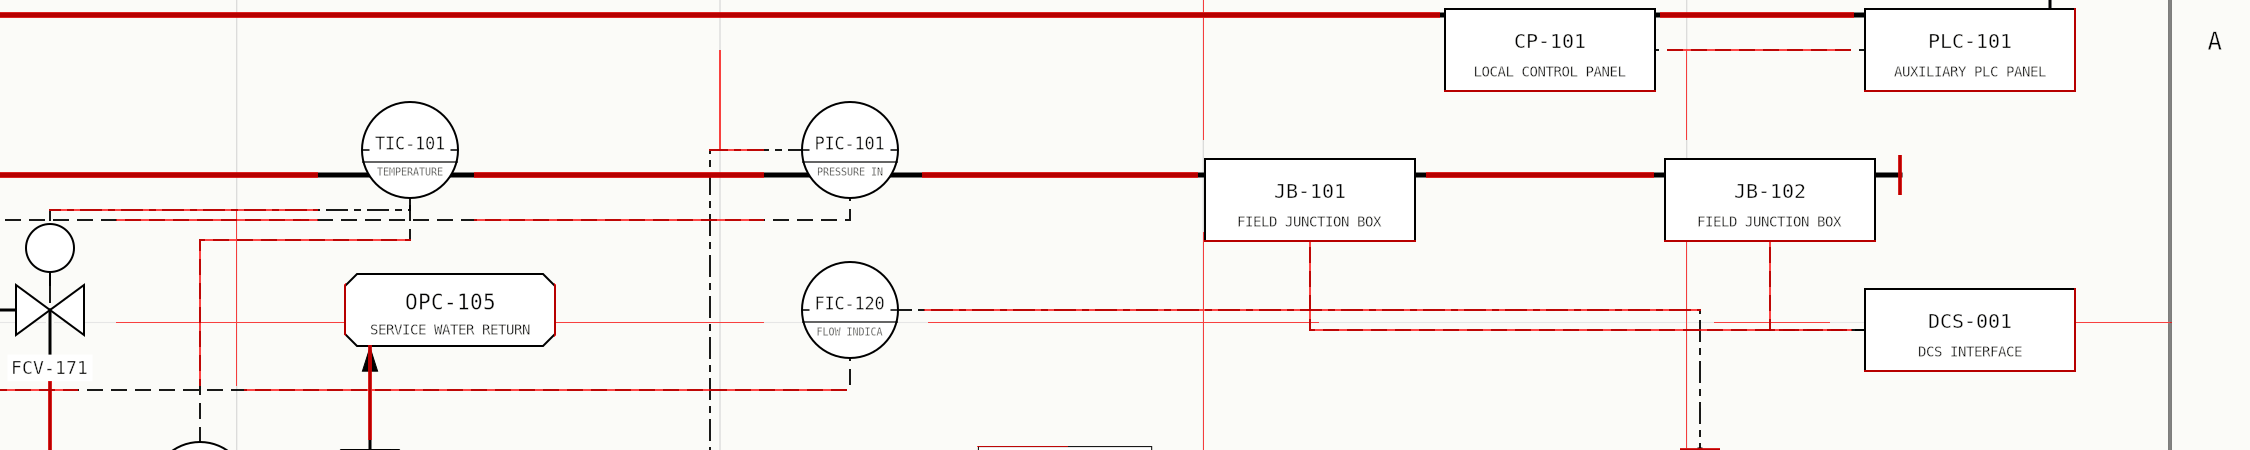 CP-101
LOCAL CONTROL PANEL
PLC-101
AUXILIARY PLC PANEL
A
TIC-101
TEMPERATURE
PIC-101
PRESSURE IN
JB-101
FIELD JUNCTION BOX
JB-102
FIELD JUNCTION BOX
OPC-105
SERVICE WATER RETURN
FIC-120
FLOW INDICA
DCS-001
DCS INTERFACE
FCV-171